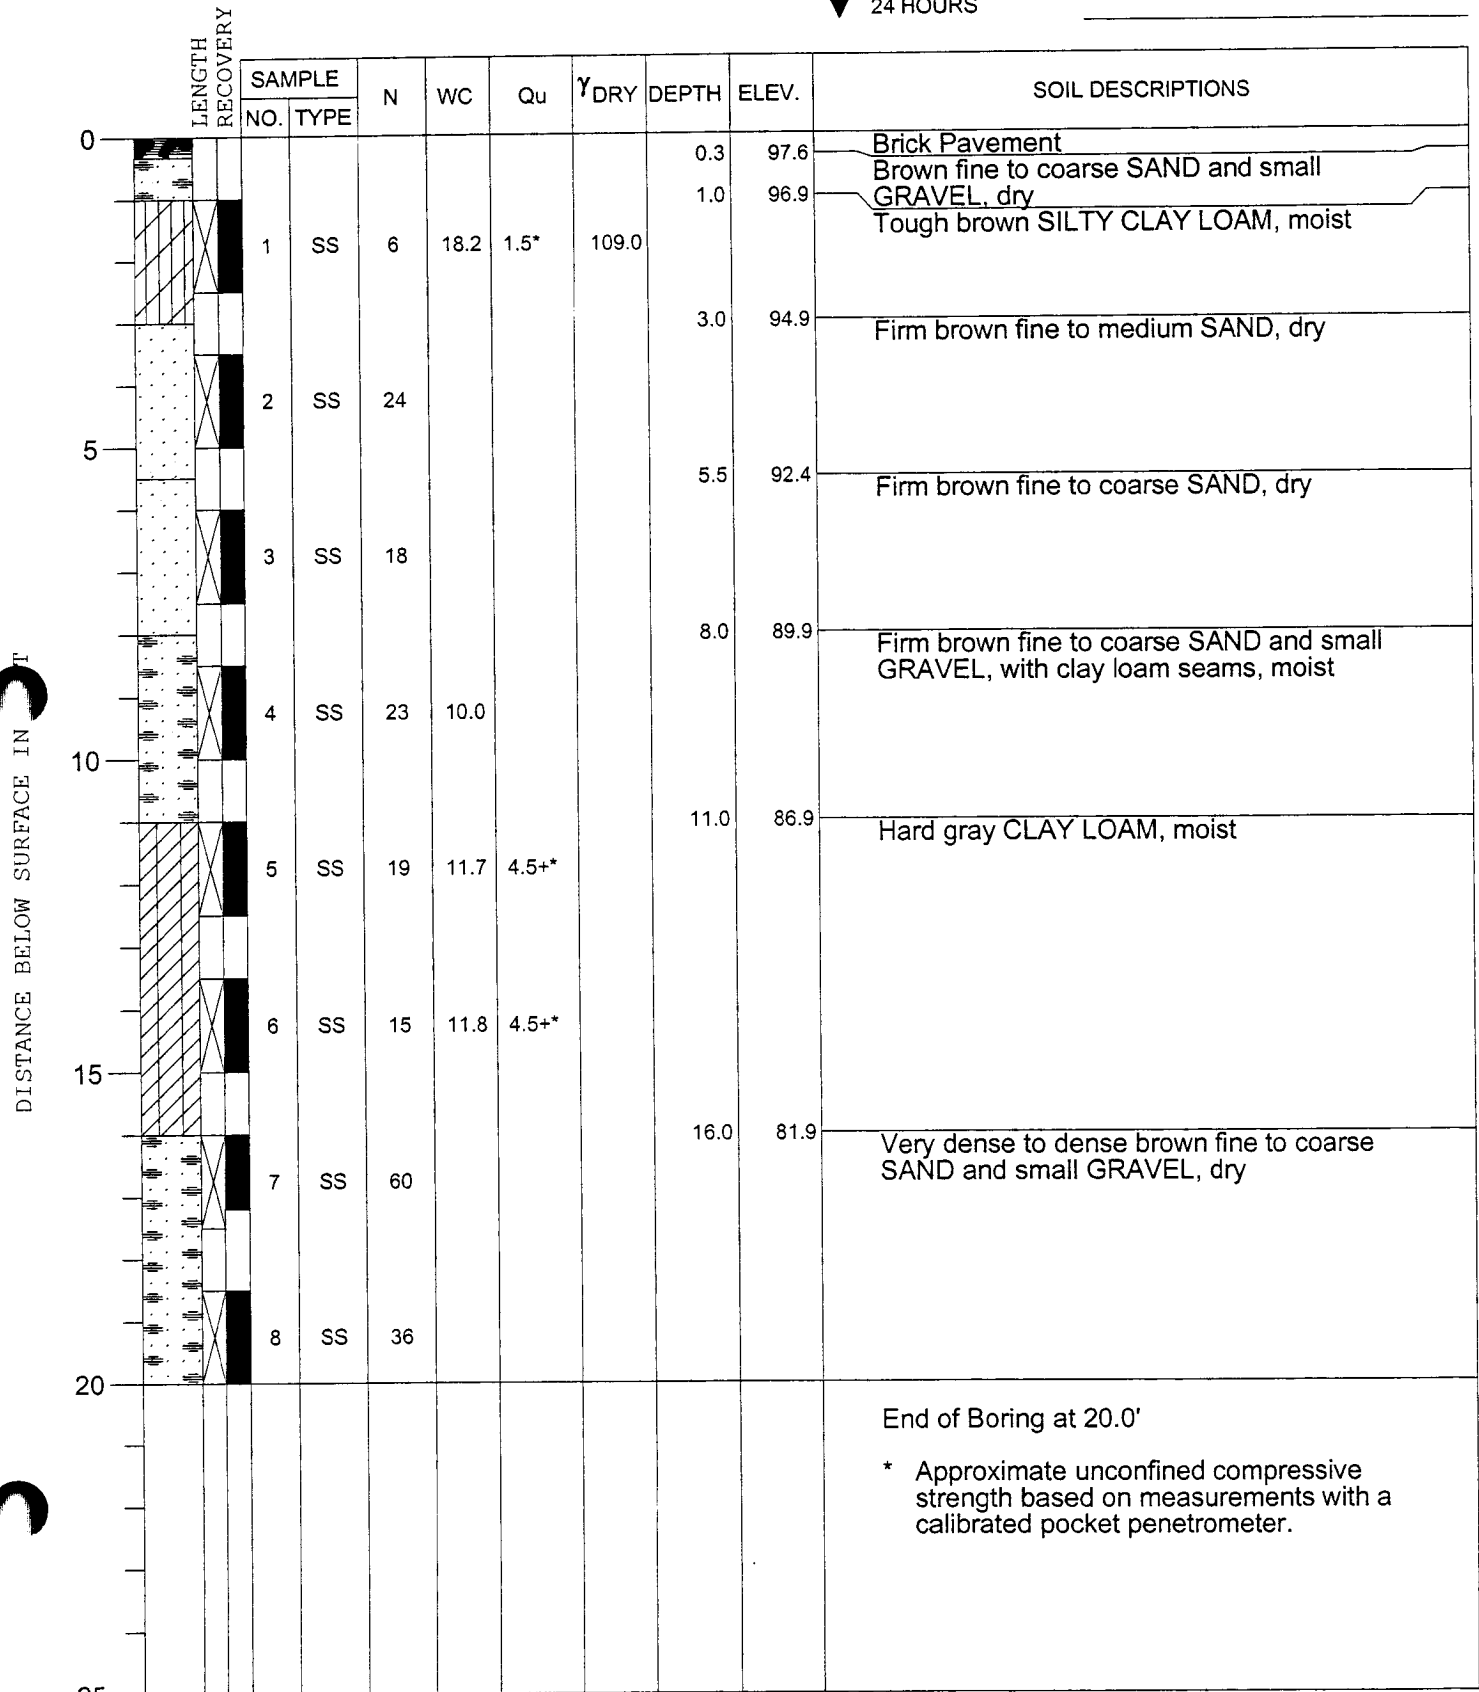 24 HOURS
LENGTH
RECOVERY
SAMPLE
NO. TYPE N WC Qu γDRY DEPTH ELEV. SOIL DESCRIPTIONS
0
0.3 97.6 Brick Pavement
Brown fine to coarse SAND and small
1.0 96.9 GRAVEL, dry
Tough brown SILTY CLAY LOAM, moist
1 SS 6 18.2 1.5* 109.0
3.0 94.9 Firm brown fine to medium SAND, dry
2 SS 24
5
5.5 92.4 Firm brown fine to coarse SAND, dry
3 SS 18
8.0 89.9 Firm brown fine to coarse SAND and small
GRAVEL, with clay loam seams, moist
4 SS 23 10.0
10
11.0 86.9 Hard gray CLAY LOAM, moist
5 SS 19 11.7 4.5+*
6 SS 15 11.8 4.5+*
15
16.0 81.9 Very dense to dense brown fine to coarse
SAND and small GRAVEL, dry
7 SS 60
8 SS 36
20
End of Boring at 20.0'
* Approximate unconfined compressive
strength based on measurements with a
calibrated pocket penetrometer.
DISTANCE BELOW SURFACE IN